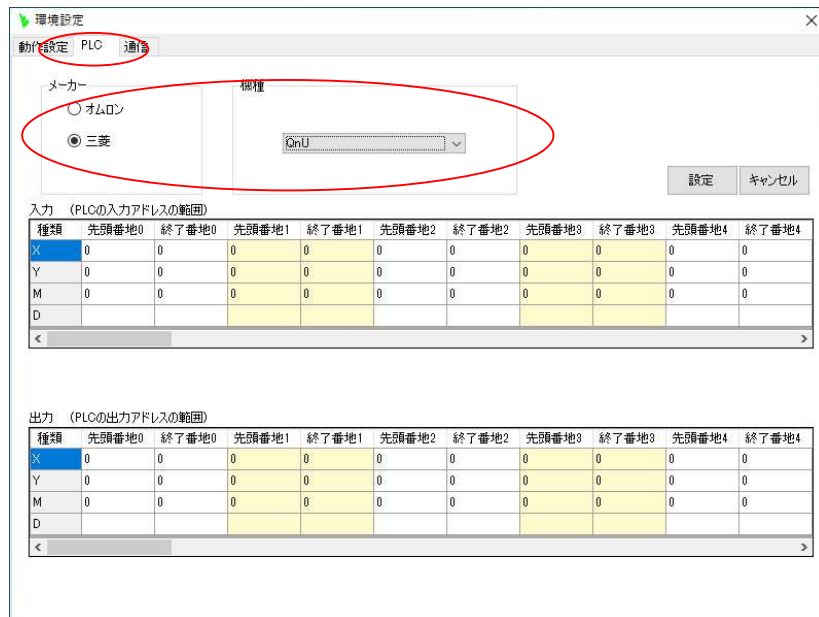 環境設定
動作設定 PLC 通信
メーカー 機種
オムロン
三菱 QnU
設定 キャンセル
入力 (PLCの入力アドレスの範囲)
種類 先頭番地0 終了番地0 先頭番地1 終了番地1 先頭番地2 終了番地2 先頭番地3 終了番地3 先頭番地4 終了番地4
X 0 0 0 0 0 0 0 0 0 0
Y 0 0 0 0 0 0 0 0 0 0
M 0 0 0 0 0 0 0 0 0 0
D
出力 (PLCの出力アドレスの範囲)
種類 先頭番地0 終了番地0 先頭番地1 終了番地1 先頭番地2 終了番地2 先頭番地3 終了番地3 先頭番地4 終了番地4
X 0 0 0 0 0 0 0 0 0 0
Y 0 0 0 0 0 0 0 0 0 0
M 0 0 0 0 0 0 0 0 0 0
D